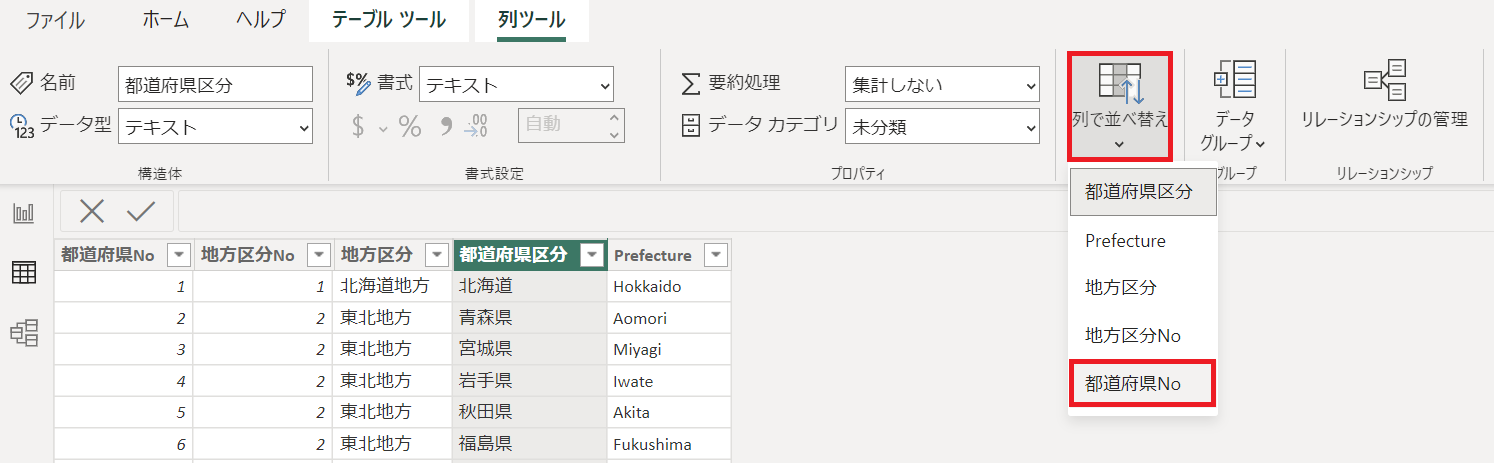 ファイル ホーム ヘルプ テーブル ツール 列ツール
名前 都道府県区分 $% 書式 テキスト 要約処理 集計しない
123 データ型 テキスト $ % 9 .00 .0 自動 データ カテゴリ 未分類
列で並べ替え
データ
グループ
リレーションシップの管理
構造体 書式設定 プロパティ グループ リレーションシップ
都道府県区分
Prefecture
地方区分
地方区分No
都道府県No
都道府県No 地方区分No 地方区分 都道府県区分 Prefecture
1 1 北海道地方 北海道 Hokkaido
2 2 東北地方 青森県 Aomori
3 2 東北地方 宮城県 Miyagi
4 2 東北地方 岩手県 Iwate
5 2 東北地方 秋田県 Akita
6 2 東北地方 福島県 Fukushima